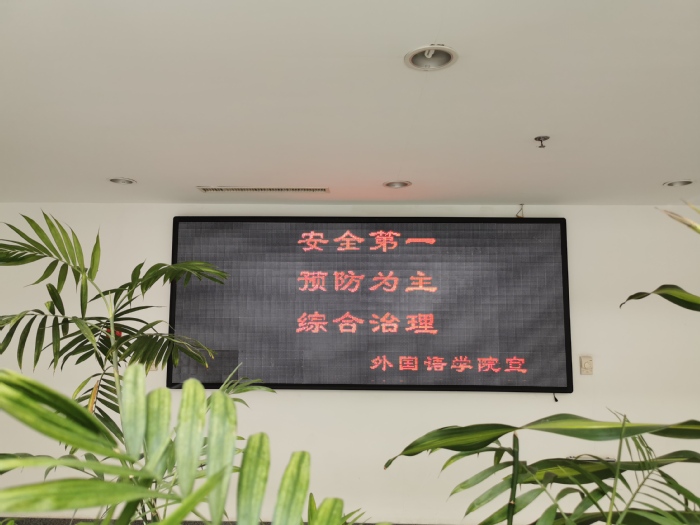 安全第一
预防为主
综合治理
外国语学院宣